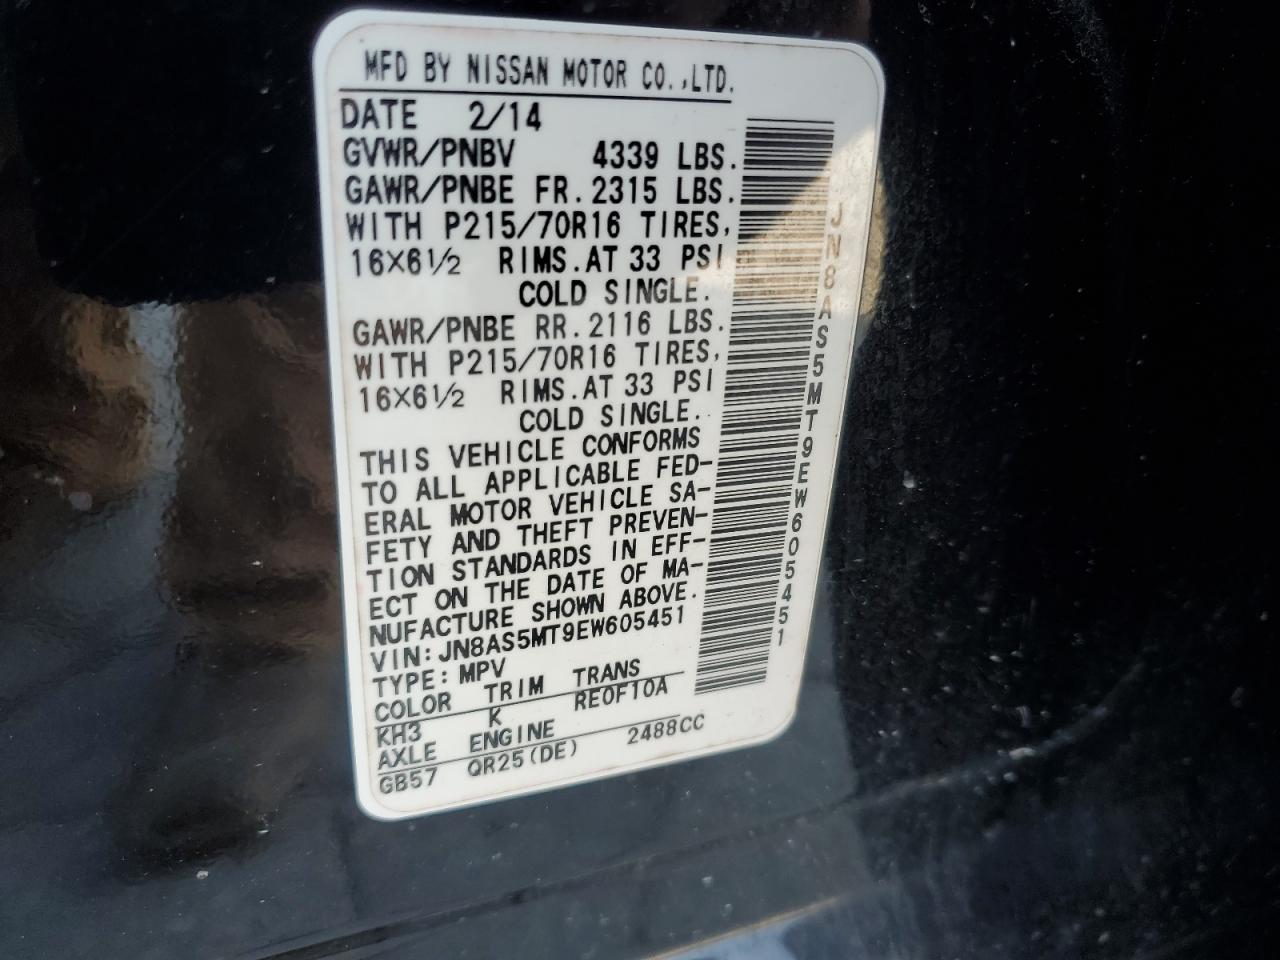 MFD BY NISSAN MOTOR CO.,LTD.
DATE 2/14
GVWR/PNBV 4339 LBS.
GAWR/PNBE FR.2315 LBS.
WITH P215/70R16 TIRES,
16×6½ RIMS.AT 33 PSI
COLD SINGLE.
GAWR/PNBE RR.2116 LBS.
WITH P215/70R16 TIRES,
16×6½ RIMS.AT 33 PSI
COLD SINGLE.
THIS VEHICLE CONFORMS
TO ALL APPLICABLE FED-
ERAL MOTOR VEHICLE SA-
FETY AND THEFT PREVEN-
TION STANDARDS IN EFF-
ECT ON THE DATE OF MA-
NUFACTURE SHOWN ABOVE.
VIN:JN8AS5MT9EW605451
TYPE:MPV
COLOR TRIM TRANS
KH3 K RE0F10A
AXLE ENGINE
GB57 QR25(DE) 2488CC
JN8AS5MT9EW605451